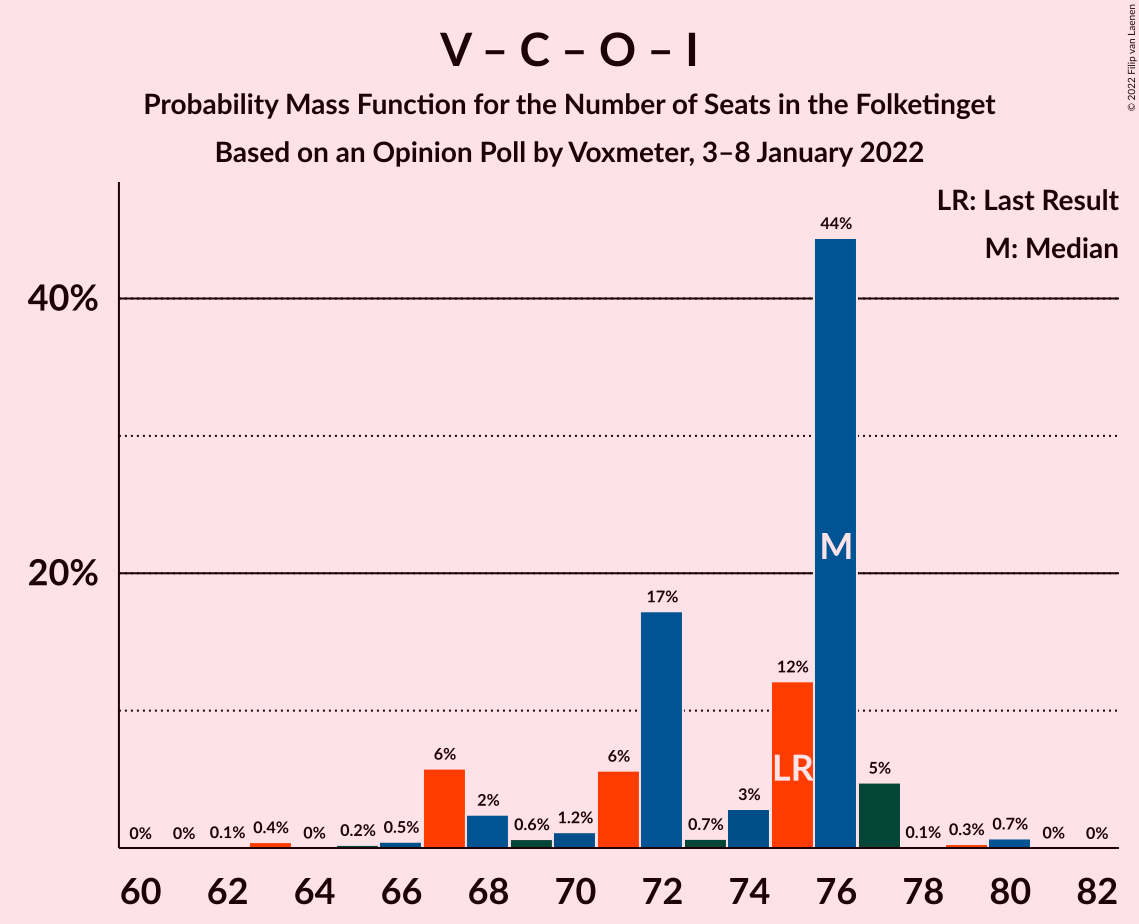 V – C – O – I
Probability Mass Function for the Number of Seats in the Folketinget
Based on an Opinion Poll by Voxmeter, 3–8 January 2022
© 2022 Filip van Laenen
LR: Last Result
M: Median
40%
20%
0% 0% 0.1% 0.4% 0% 0.2% 0.5% 6% 2% 0.6% 1.2% 6% 17% 0.7% 3% 12% 44% 5% 0.1% 0.3% 0.7% 0% 0%
LR
M
60 62 64 66 68 70 72 74 76 78 80 82